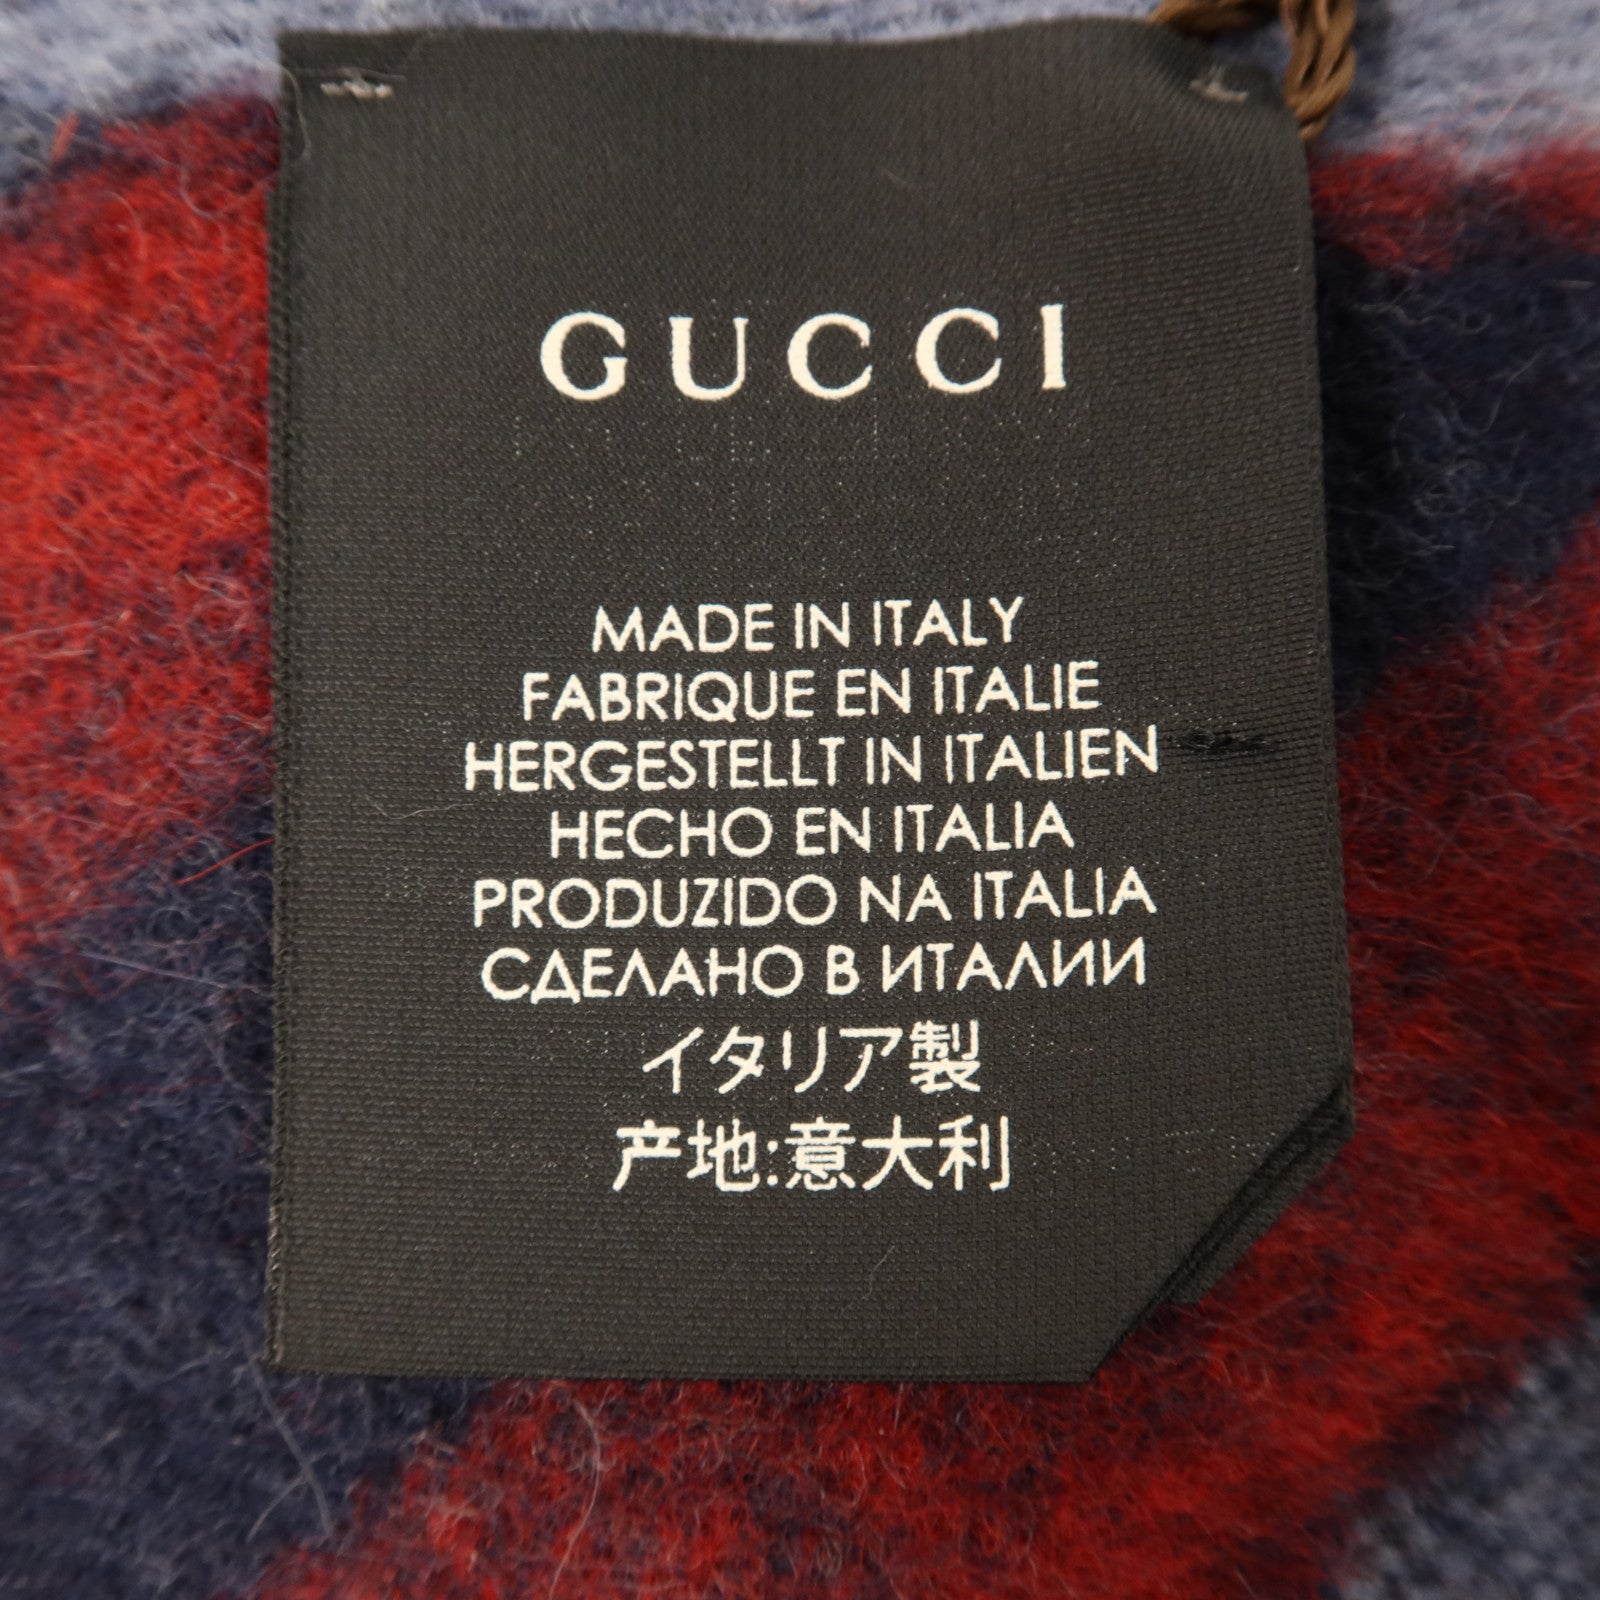 GUCCI
MADE IN ITALY
FABRIQUE EN ITALIE
HERGESTELLT IN ITALIEN
HECHO EN ITALIA
PRODUZIDO NA ITALIA
СДЕЛАНО В ИТАЛИИ
イタリア製
产地:意大利